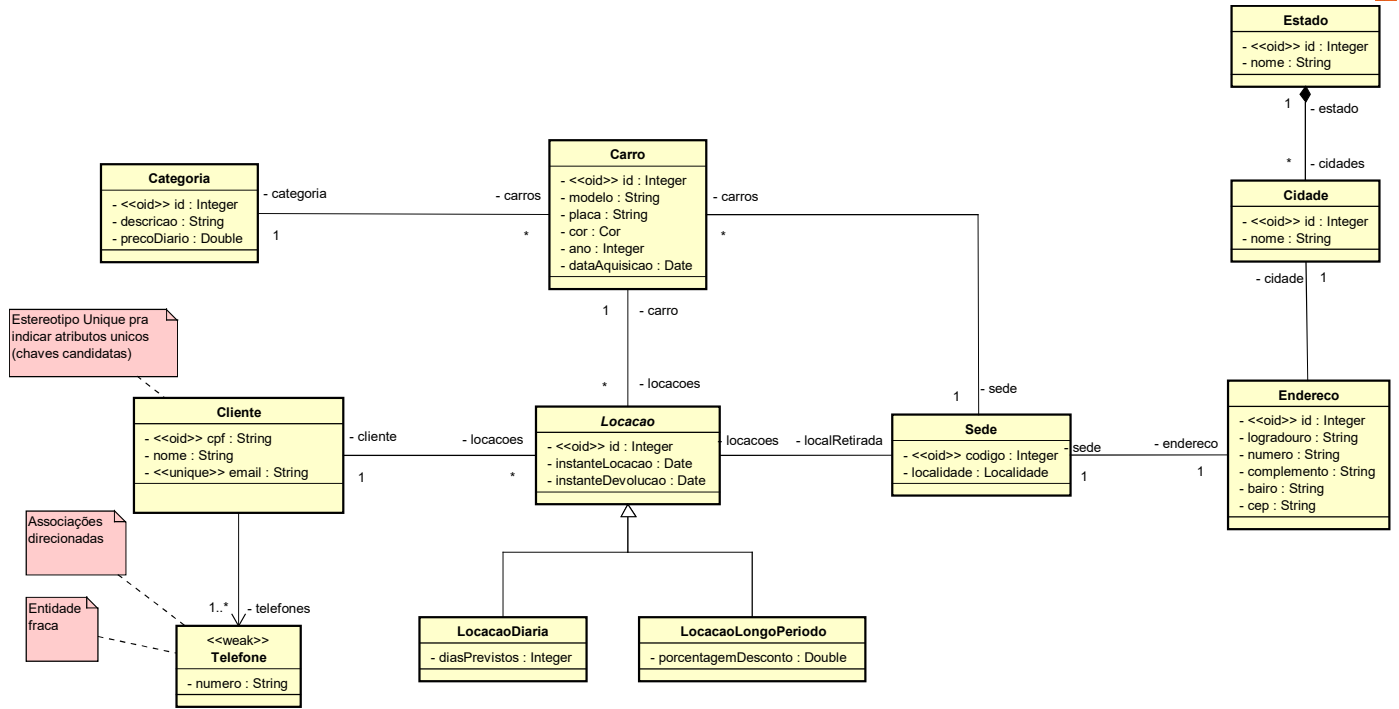 Estado
- <<oid>> id : Integer
- nome : String
1
- estado
*
- cidades
Cidade
- <<oid>> id : Integer
- nome : String
- cidade
1
Categoria
- <<oid>> id : Integer
- descricao : String
- precoDiario : Double
- categoria
1
- carros
*
Carro
- <<oid>> id : Integer
- modelo : String
- placa : String
- cor : Cor
- ano : Integer
- dataAquisicao : Date
- carros
*
1
- carro
*
- locacoes
1
- sede
Estereotipo Unique pra
indicar atributos unicos
(chaves candidatas)
Cliente
- <<oid>> cpf : String
- nome : String
- <<unique>> email : String
- cliente
1
- locacoes
*
Locacao
- <<oid>> id : Integer
- instanteLocacao : Date
- instanteDevolucao : Date
- locacoes
- localRetirada
Sede
- <<oid>> codigo : Integer
- localidade : Localidade
- sede
1
- endereco
1
Endereco
- <<oid>> id : Integer
- logradouro : String
- numero : String
- complemento : String
- bairo : String
- cep : String
Associações
direcionadas
Entidade
fraca
1..*
- telefones
<<weak>>
Telefone
- numero : String
LocacaoDiaria
- diasPrevistos : Integer
LocacaoLongoPeriodo
- porcentagemDesconto : Double